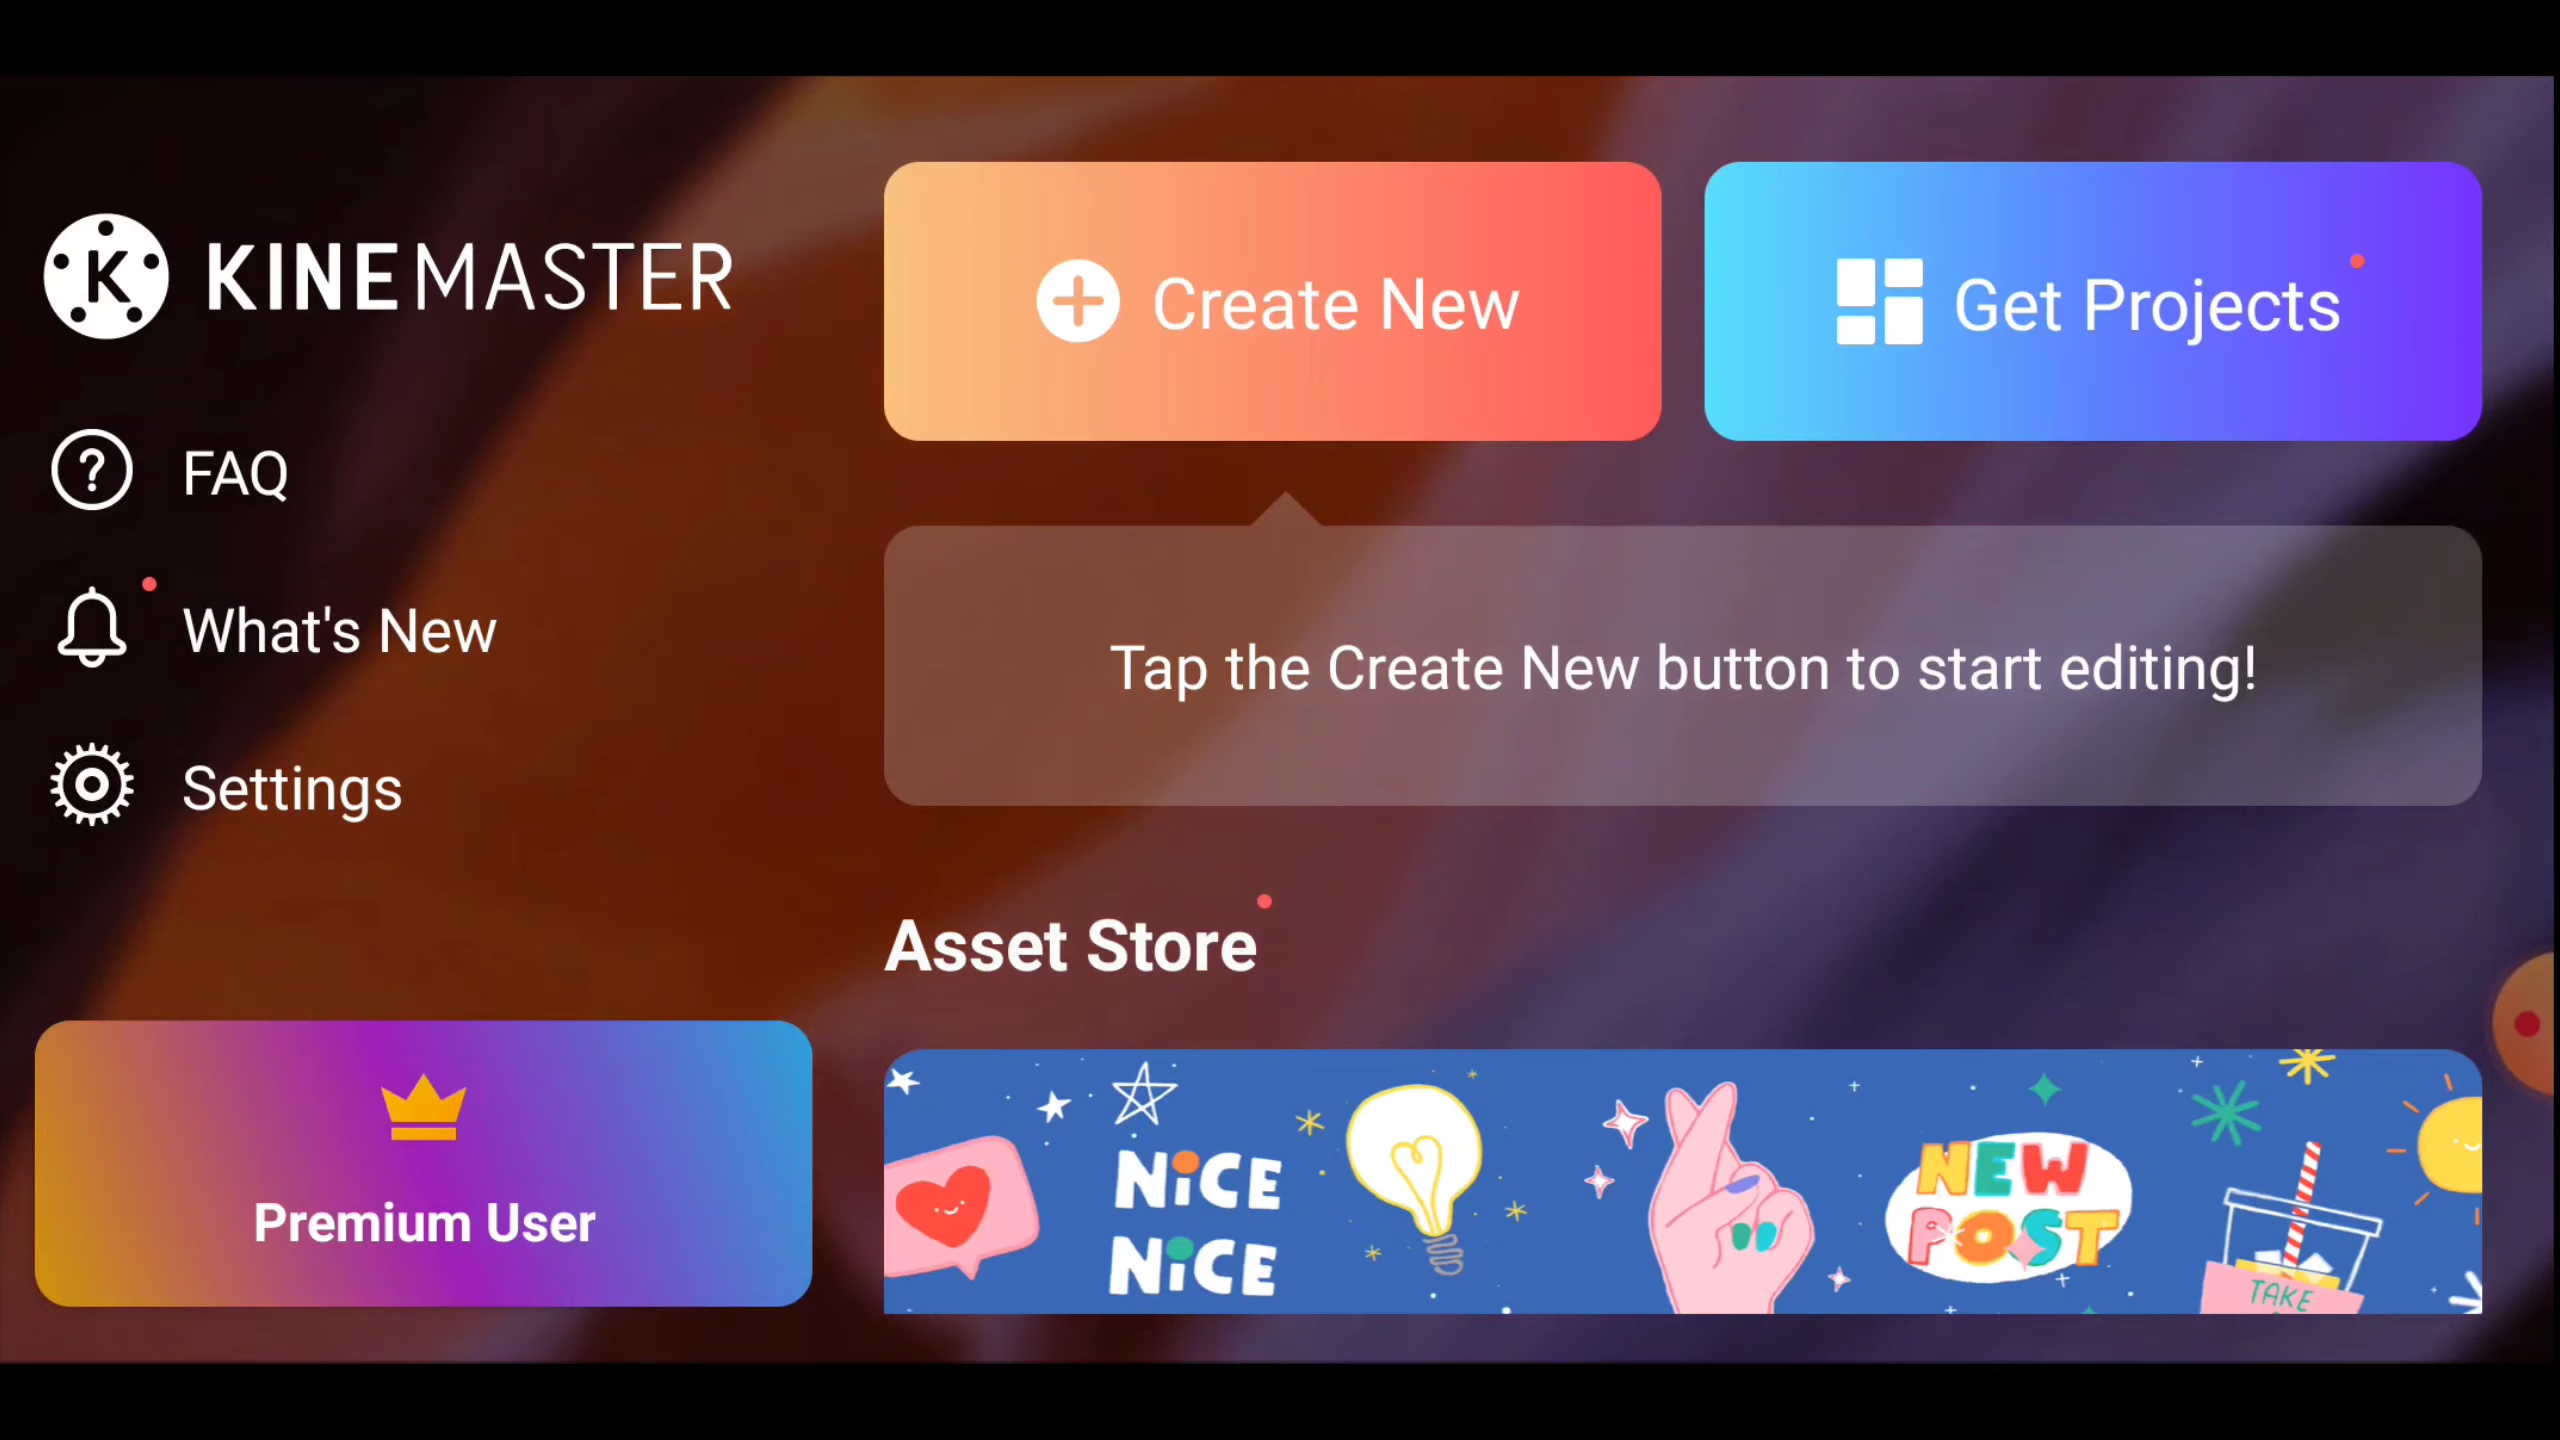 K KINEMASTER
FAQ
What's New
Settings
Premium User
Create New
Get Projects
Tap the Create New button to start editing!
Asset Store
NiCE
NiCE
NEW
POST
TAKE